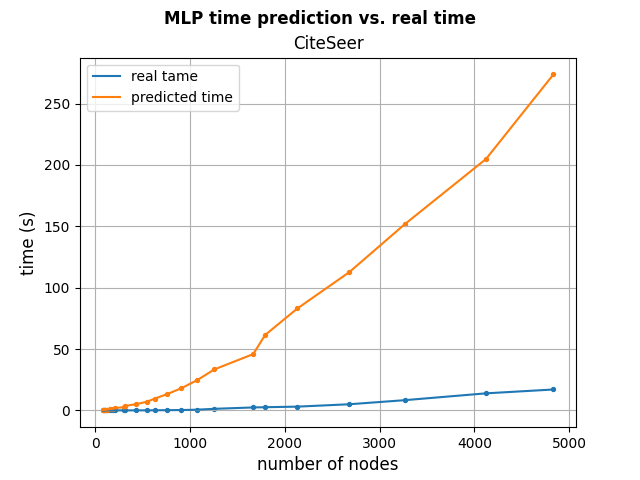 MLP time prediction vs. real time
CiteSeer
real tame
predicted time
time (s)
250
200
150
100
50
0
0 1000 2000 3000 4000 5000
number of nodes